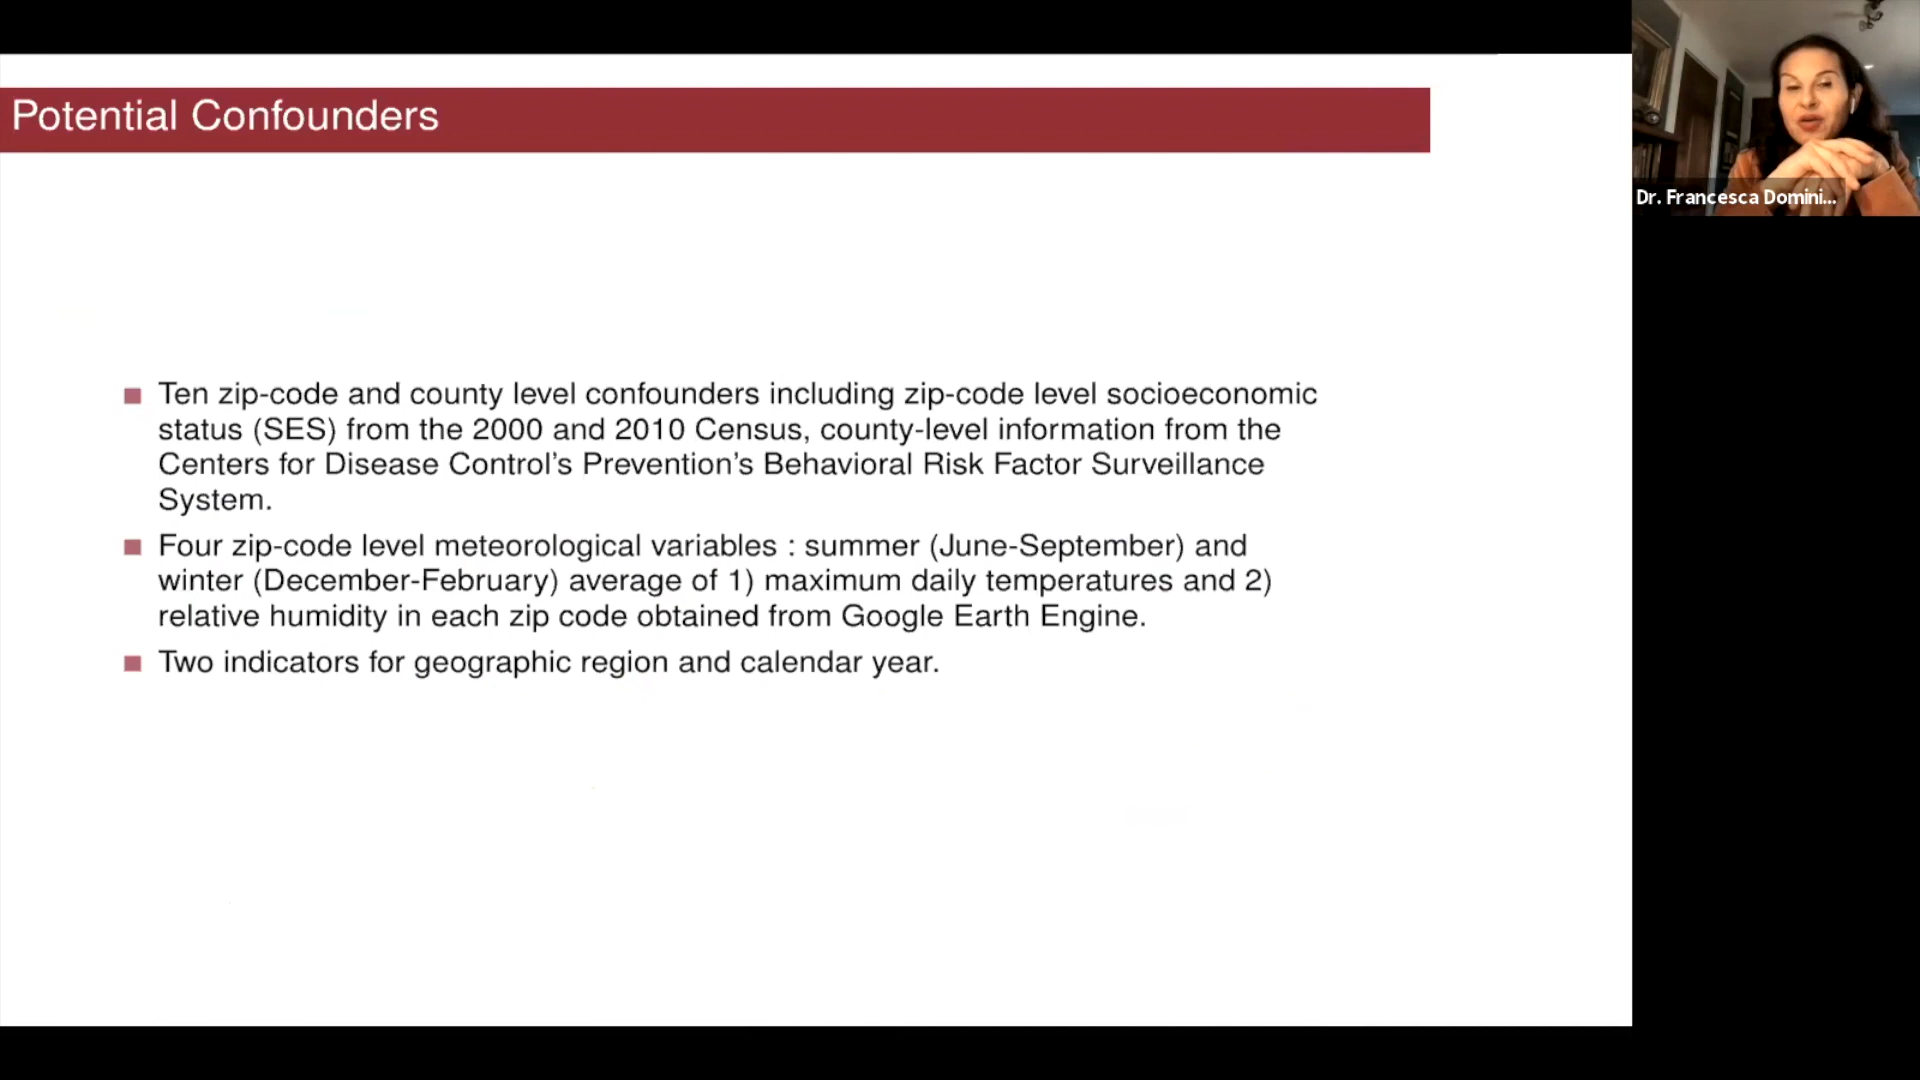 Potential Confounders
Ten zip-code and county level confounders including zip-code level socioeconomic
status (SES) from the 2000 and 2010 Census, county-level information from the
Centers for Disease Control's Prevention's Behavioral Risk Factor Surveillance
System.
Four zip-code level meteorological variables : summer (June-September) and
winter (December-February) average of 1) maximum daily temperatures and 2)
relative humidity in each zip code obtained from Google Earth Engine.
Two indicators for geographic region and calendar year.
Dr. Francesca Domini...